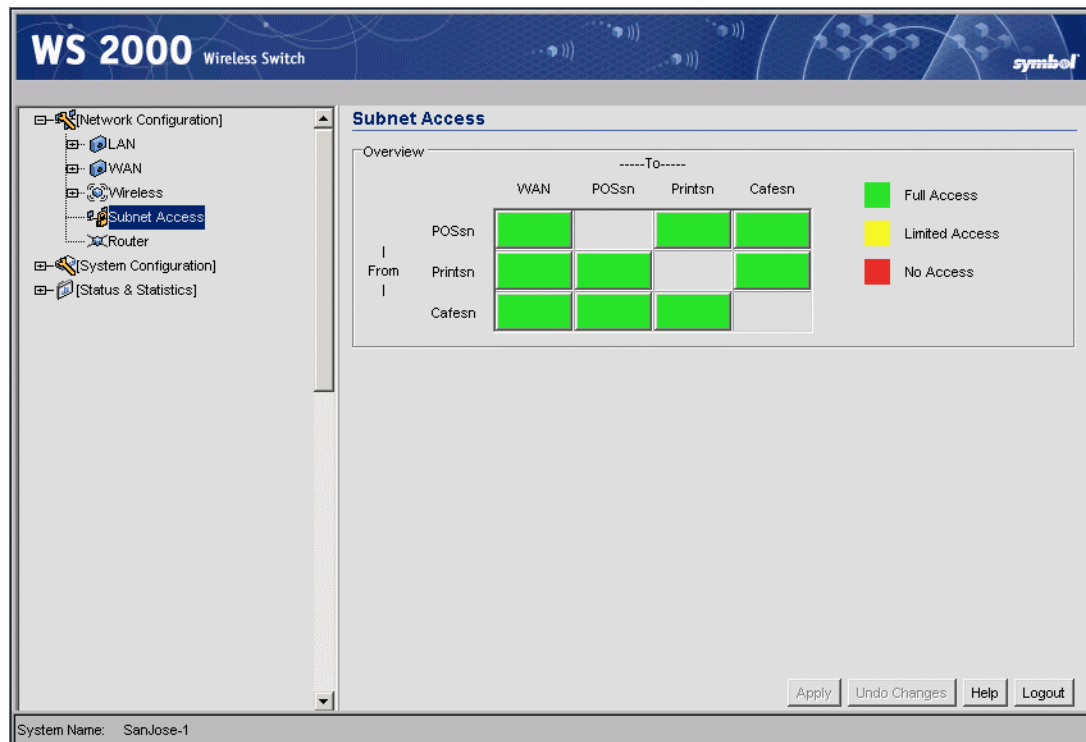 WS 2000 Wireless Switch
symbol
[Network Configuration]
LAN
WAN
Wireless
Subnet Access
Router
[System Configuration]
[Status & Statistics]
Subnet Access
Overview
-----To-----
WAN POSsn Printsn Cafesn
POSsn
From
Printsn
Cafesn
Full Access
Limited Access
No Access
Apply Undo Changes Help Logout
System Name: SanJose-1